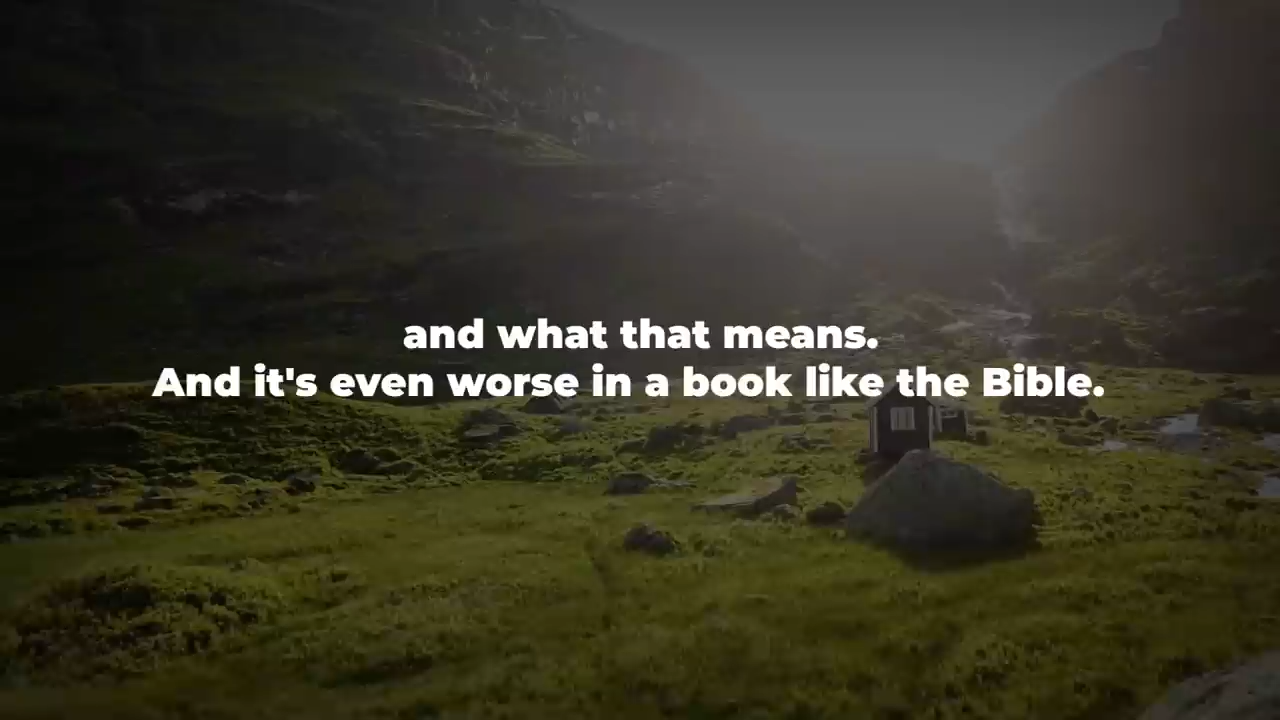 and what that means.
And it's even worse in a book like the Bible.